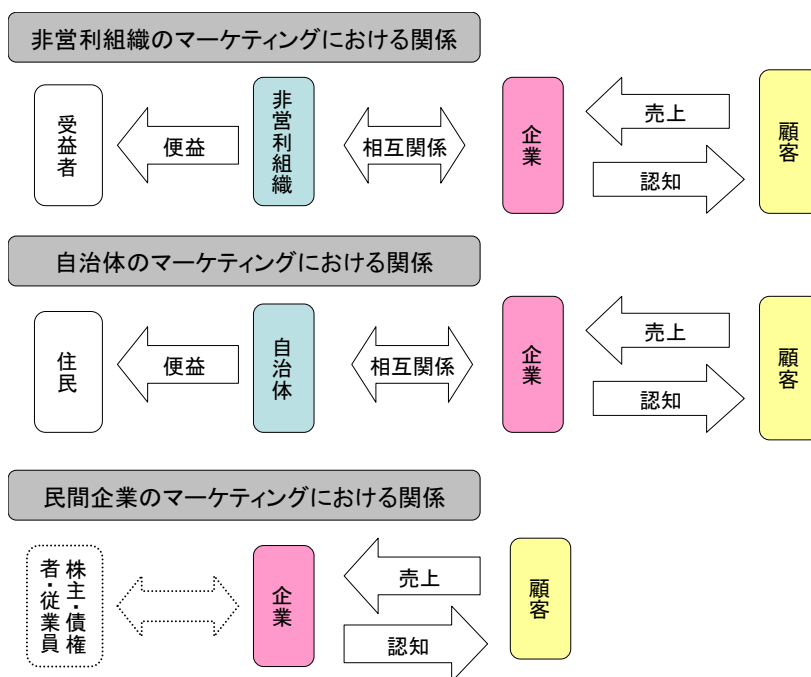 非営利組織のマーケティングにおける関係
受益者
便益
非営利組織
相互関係
企業
売上
認知
顧客
自治体のマーケティングにおける関係
住民
便益
自治体
相互関係
企業
売上
認知
顧客
民間企業のマーケティングにおける関係
株主・債権
者・従業員
企業
売上
認知
顧客